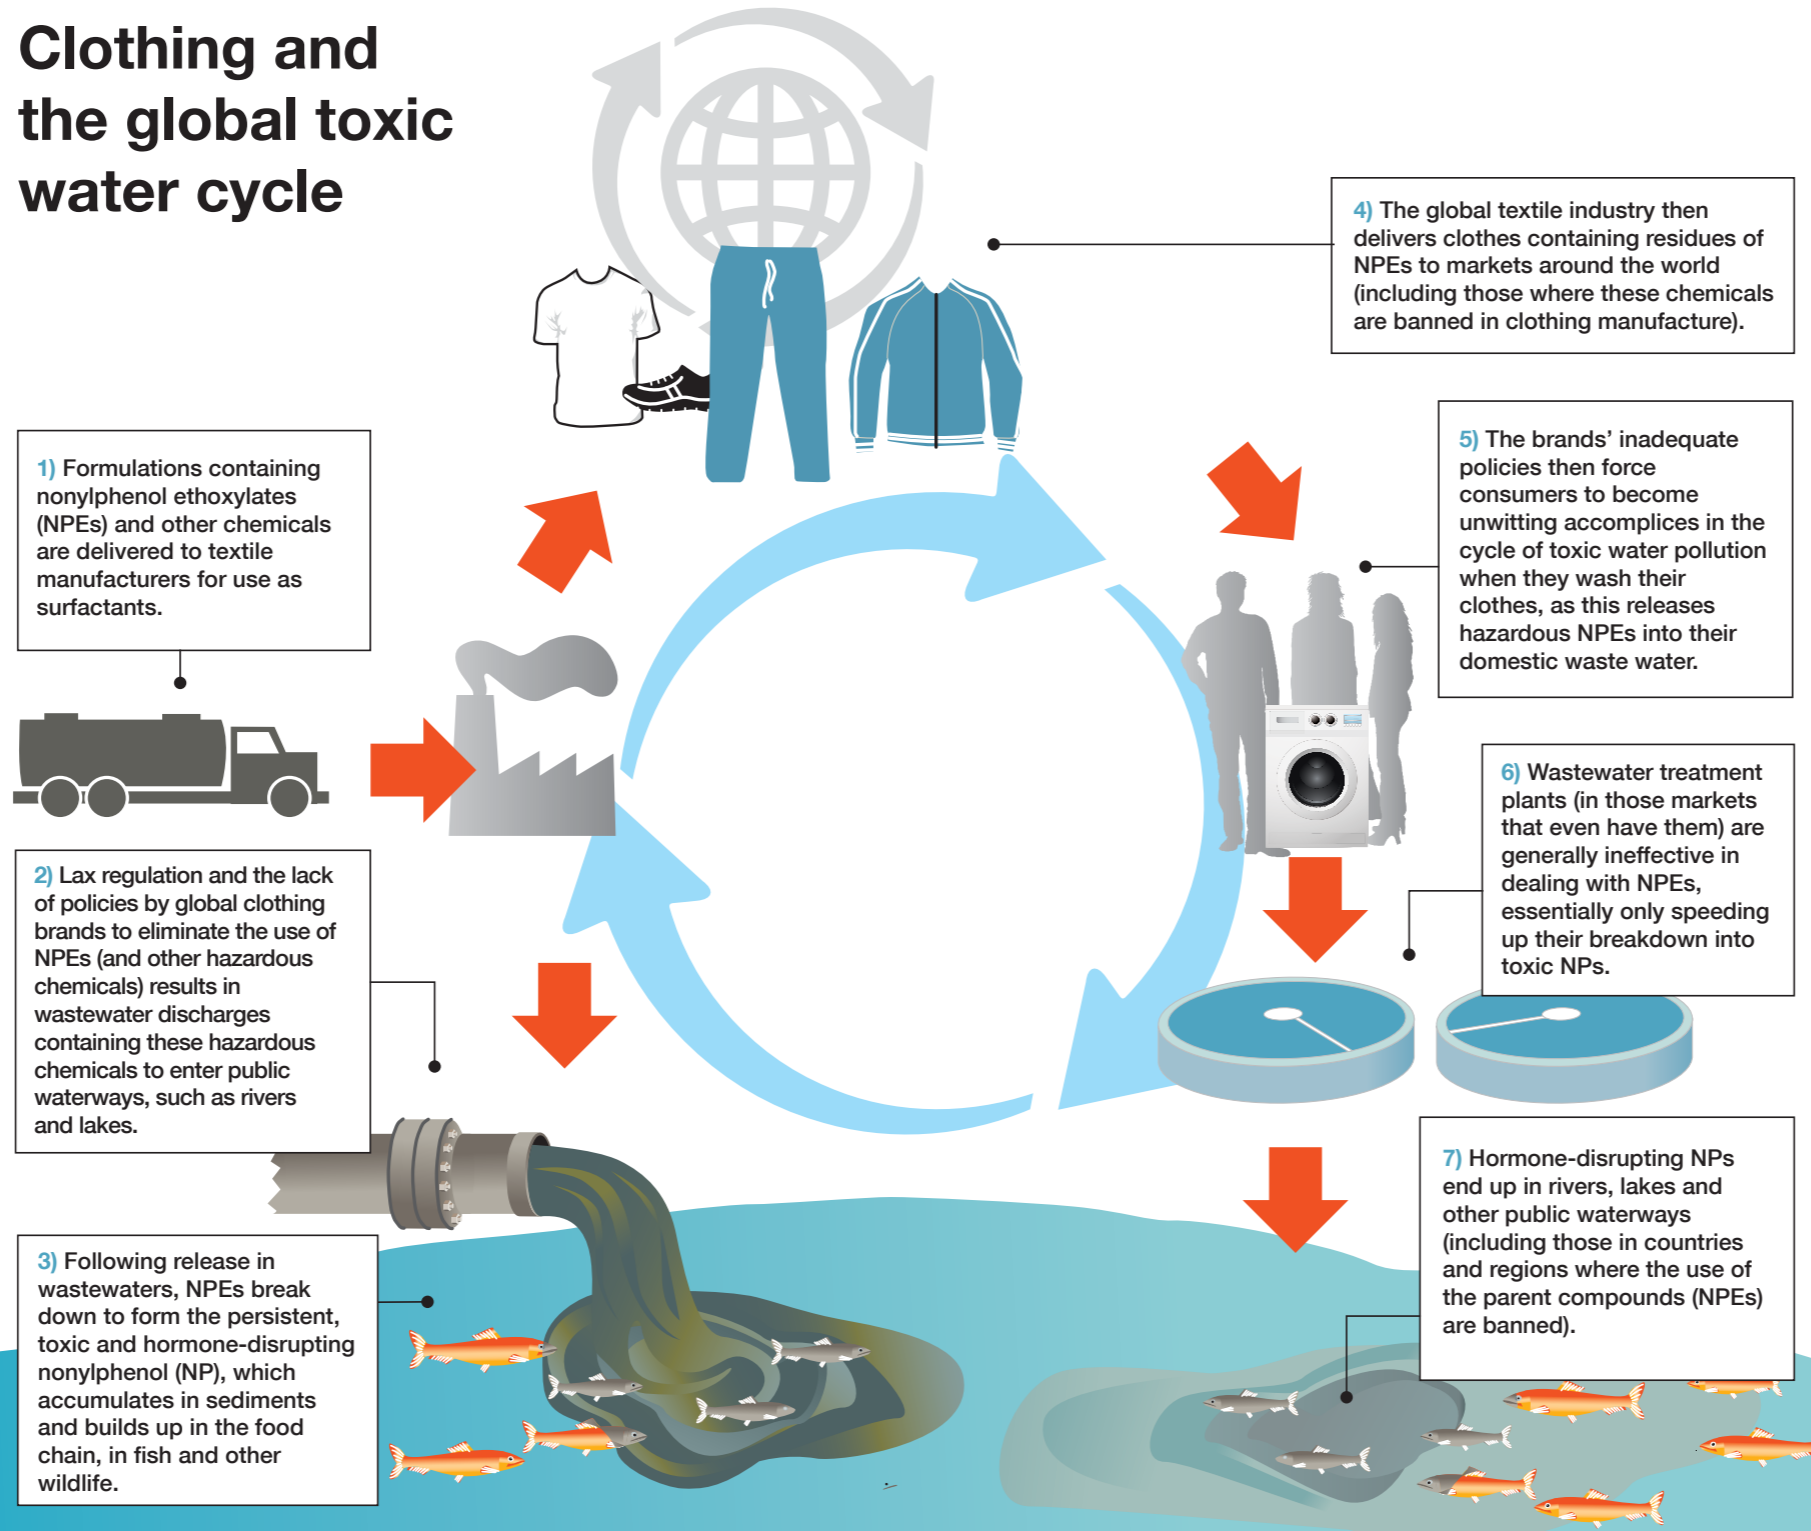 Clothing and
the global toxic
water cycle
1) Formulations containing
nonylphenol ethoxylates
(NPEs) and other chemicals
are delivered to textile
manufacturers for use as
surfactants.
2) Lax regulation and the lack
of policies by global clothing
brands to eliminate the use of
NPEs (and other hazardous
chemicals) results in
wastewater discharges
containing these hazardous
chemicals to enter public
waterways, such as rivers
and lakes.
3) Following release in
wastewaters, NPEs break
down to form the persistent,
toxic and hormone-disrupting
nonylphenol (NP), which
accumulates in sediments
and builds up in the food
chain, in fish and other
wildlife.
4) The global textile industry then
delivers clothes containing residues of
NPEs to markets around the world
(including those where these chemicals
are banned in clothing manufacture).
5) The brands’ inadequate
policies then force
consumers to become
unwitting accomplices in the
cycle of toxic water pollution
when they wash their
clothes, as this releases
hazardous NPEs into their
domestic waste water.
6) Wastewater treatment
plants (in those markets
that even have them) are
generally ineffective in
dealing with NPEs,
essentially only speeding
up their breakdown into
toxic NPs.
7) Hormone-disrupting NPs
end up in rivers, lakes and
other public waterways
(including those in countries
and regions where the use of
the parent compounds (NPEs)
are banned).